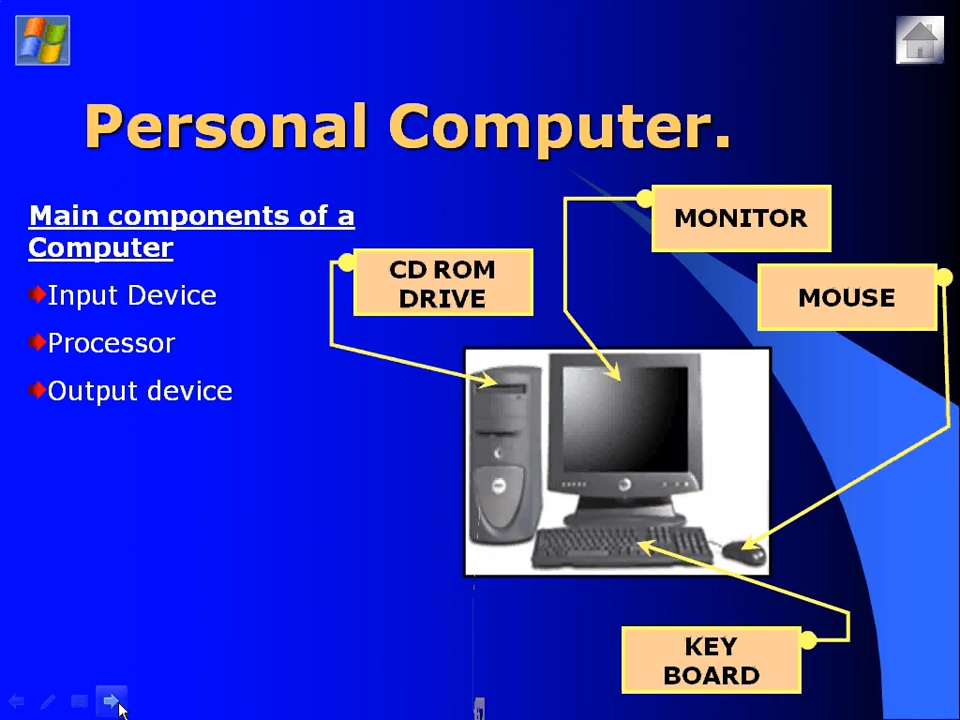 Personal Computer.
Main components of a
Computer
Input Device
Processor
Output device
MONITOR
CD ROM
DRIVE
MOUSE
KEY
BOARD